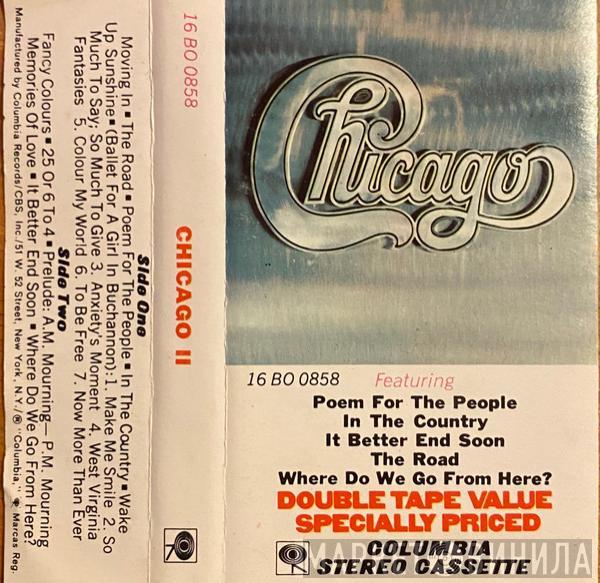 Chicago
16 BO 0858 Featuring
Poem For The People
In The Country
It Better End Soon
The Road
Where Do We Go From Here?
DOUBLE TAPE VALUE
SPECIALLY PRICED
COLUMBIA
STEREO CASSETTE
16 BO 0858
CHICAGO II
Side One
Moving In ▪ The Road ▪ Poem For The People ▪ In The Country ▪ Wake
Up Sunshine ▪ (Ballet For A Girl In Buchannon): 1. Make Me Smile 2. So
Much To Say; So Much To Give 3. Anxiety's Moment 4. West Virginia
Fantasies 5. Colour My World 6. To Be Free 7. Now More Than Ever
Side Two
Fancy Colours ▪ 25 Or 6 To 4 ▪ Prelude: A.M. Mourning— P.M. Mourning
Memories Of Love ▪ It Better End Soon ▪ Where Do We Go From Here?
Manufactured by Columbia Records/CBS, Inc./51 W. 52 Street, New York, N.Y./® "Columbia," Marcas Reg.